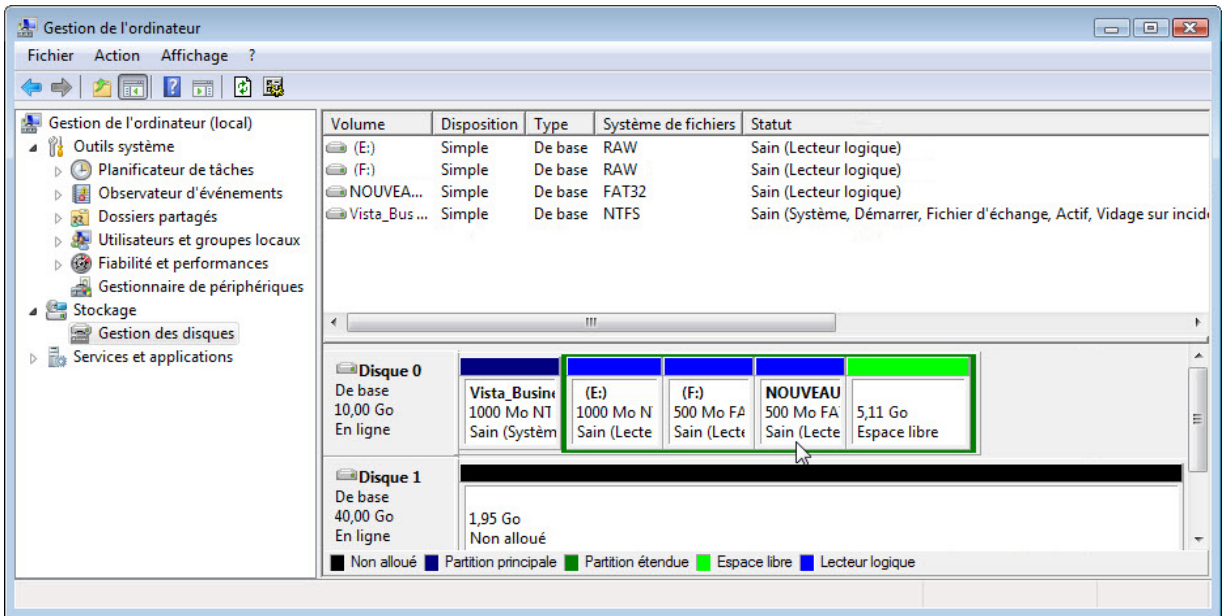 Gestion de l'ordinateur
Fichier Action Affichage ?
Gestion de l'ordinateur (local)
Outils système
Planificateur de tâches
Observateur d'événements
Dossiers partagés
Utilisateurs et groupes locaux
Fiabilité et performances
Gestionnaire de périphériques
Stockage
Gestion des disques
Services et applications
Volume Disposition Type Système de fichiers Statut
(E:) Simple De base RAW Sain (Lecteur logique)
(F:) Simple De base RAW Sain (Lecteur logique)
NOUVEA... Simple De base FAT32 Sain (Lecteur logique)
Vista_Bus ... Simple De base NTFS Sain (Système, Démarrer, Fichier d'échange, Actif, Vidage sur incid
Disque 0
De base
10,00 Go
En ligne
Vista_Busine
1000 Mo NT
Sain (Systèm
(E:)
1000 Mo N
Sain (Lecte
(F:)
500 Mo FA
Sain (Lecte
NOUVEAU
500 Mo FA
Sain (Lecte
5,11 Go
Espace libre
Disque 1
De base
40,00 Go
En ligne
1,95 Go
Non alloué
Non alloué Partition principale Partition étendue Espace libre Lecteur logique